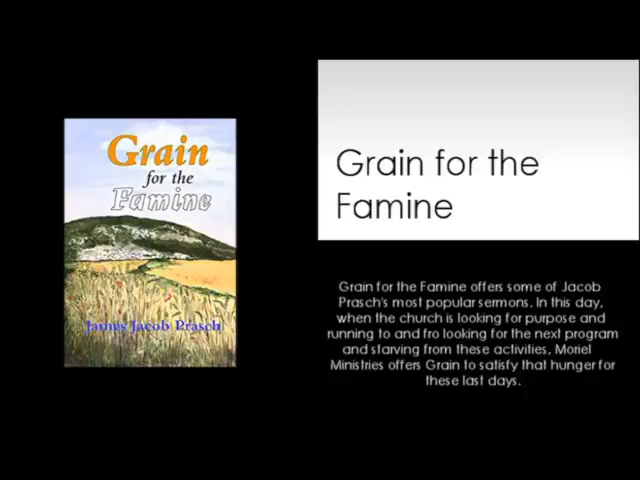 Grain
for the
Famine
James Jacob Prasch
Grain for the
Famine
Grain for the Famine offers some of Jacob
Prasch's most popular sermons. In this day,
when the church is looking for purpose and
running to and fro looking for the next program
and starving from these activities, Moriel
Ministries offers Grain to satisfy that hunger for
these last days.